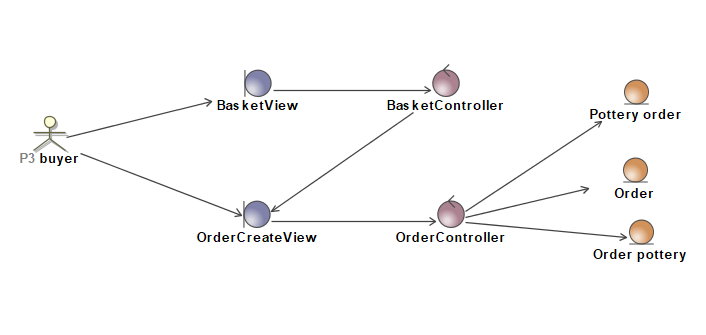 BasketView
BasketController
Pottery order
P3 buyer
Order
OrderCreateView
OrderController
Order pottery